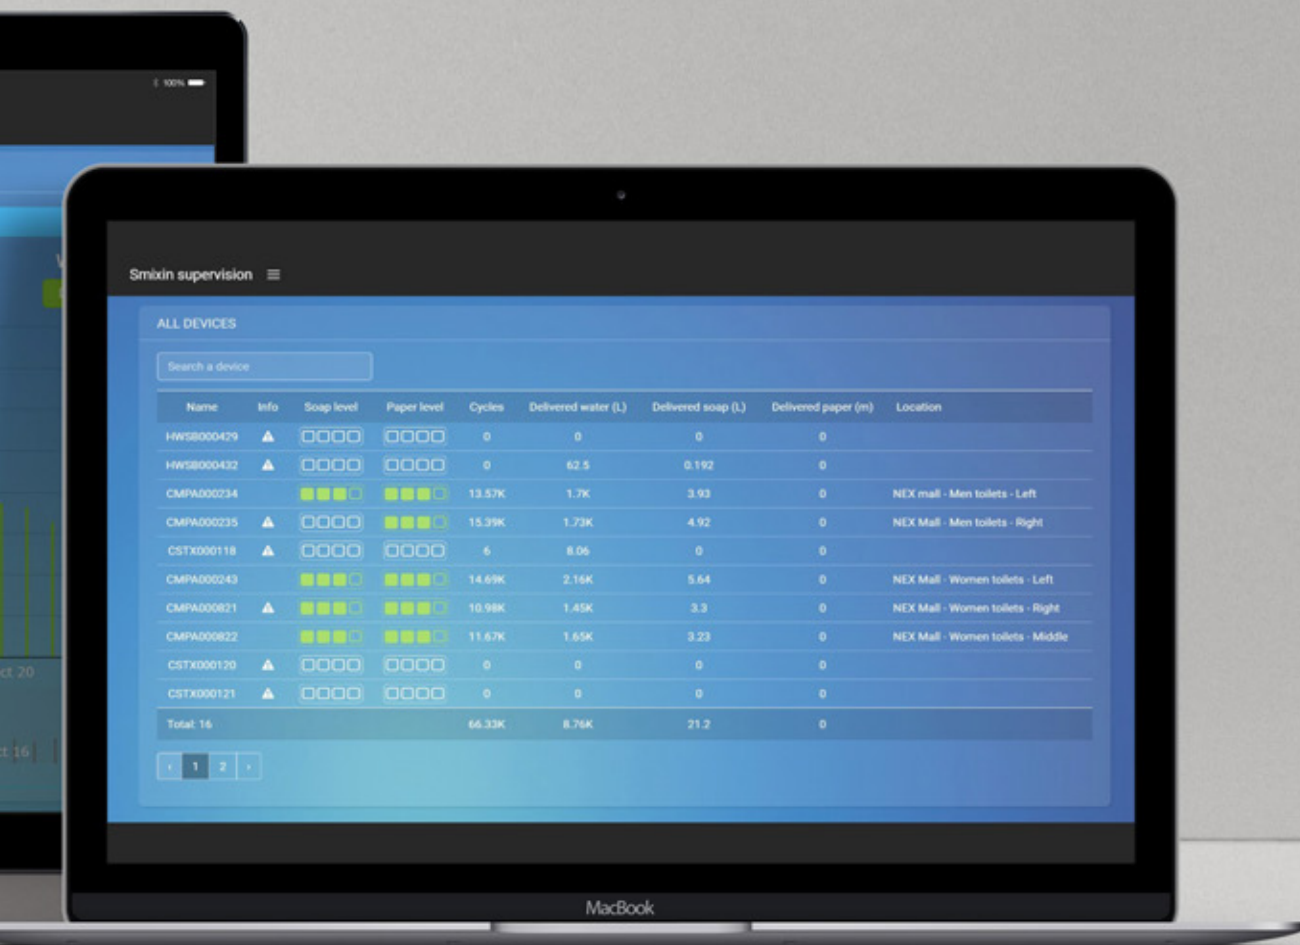 100%
Smixin supervision
ALL DEVICES
Search a device
Name Info Soap level Paper level Cycles Delivered water (L) Delivered soap (L) Delivered paper (m) Location
HWSB000429 0 0 0 0
HWSB000432 0 62.5 0.192 0
CMPA000234 13.57K 1.7K 3.93 0 NEX mall - Men toilets - Left
CMPA000235 15.39K 1.73K 4.92 0 NEX Mall - Men toilets - Right
CSTX000118 6 8.06 0 0
CMPA000243 14.69K 2.16K 5.64 0 NEX Mall - Women toilets - Left
CMPA000821 10.98K 1.45K 3.3 0 NEX Mall - Women toilets - Right
CMPA000822 11.67K 1.65K 3.23 0 NEX Mall - Women toilets - Middle
CSTX000120 0 0 0 0
CSTX000121 0 0 0 0
Total: 16 66.33K 8.76K 21.2 0
‹ 1 2 ›
ct 20
ct 16
MacBook